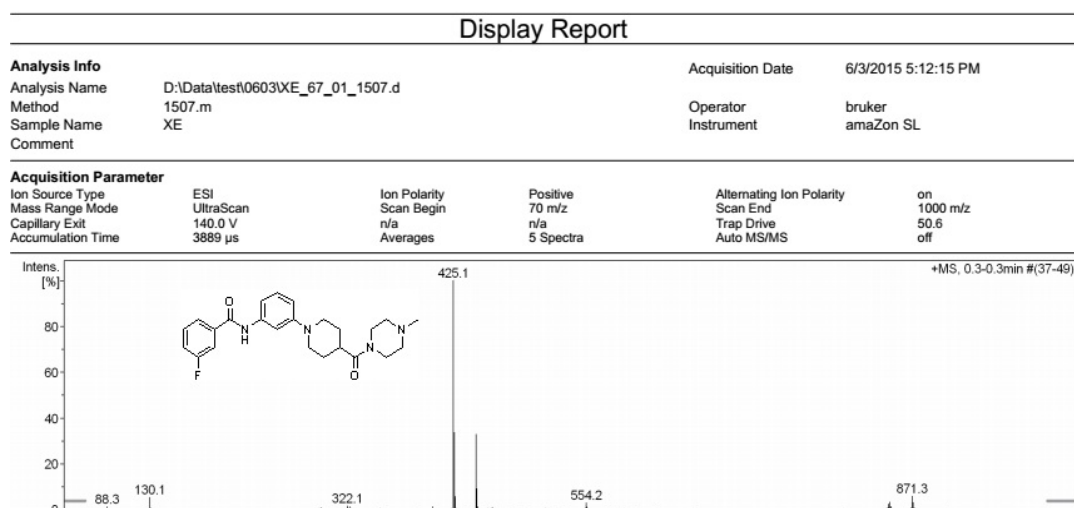 Display Report
Analysis Info
Acquisition Date 6/3/2015 5:12:15 PM
Analysis Name D:\Data\test\0603\XE_67_01_1507.d
Method 1507.m Operator bruker
Sample Name XE Instrument amaZon SL
Comment
Acquisition Parameter
Ion Source Type ESI Ion Polarity Positive Alternating Ion Polarity on
Mass Range Mode UltraScan Scan Begin 70 m/z Scan End 1000 m/z
Capillary Exit 140.0 V n/a n/a Trap Drive 50.6
Accumulation Time 3889 µs Averages 5 Spectra Auto MS/MS off
Intens. 425.1 +MS, 0.3-0.3min #(37-49)
[%]
O
80
N
H N N
N
60 F O
40
20
88.3 130.1 322.1 554.2 871.3